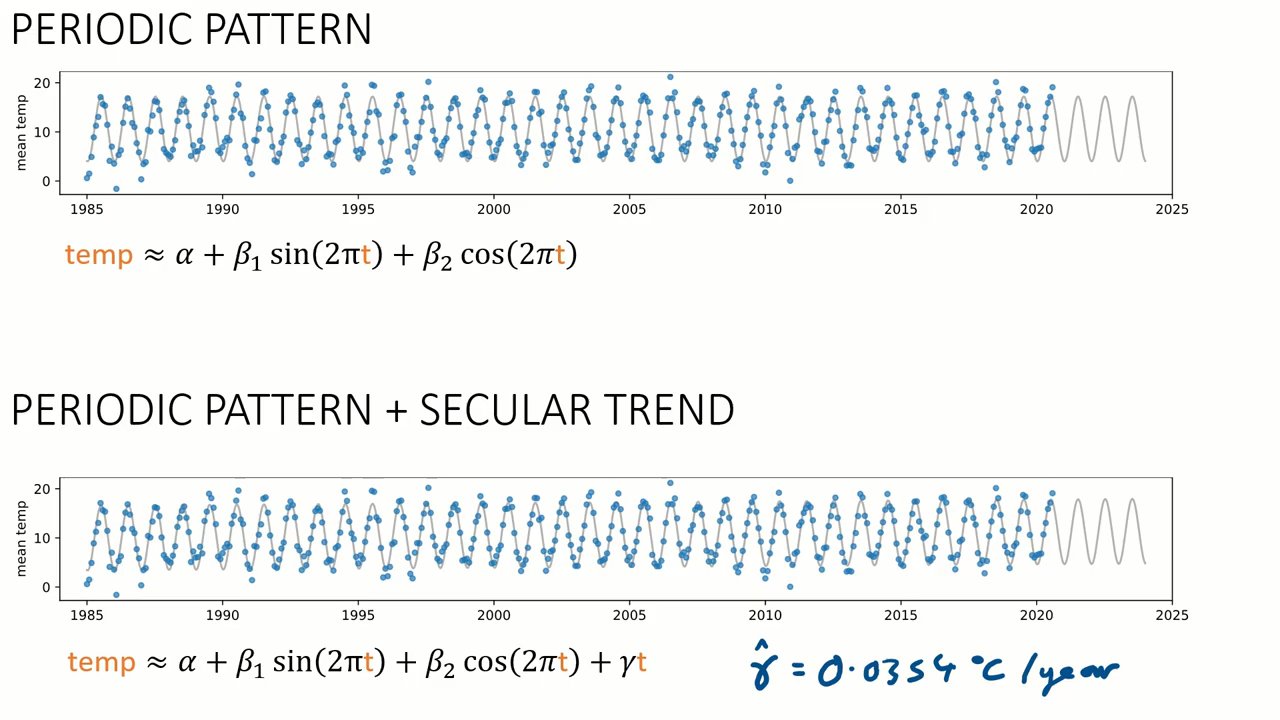 PERIODIC PATTERN
mean temp
20
10
0
1985 1990 1995 2000 2005 2010 2015 2020 2025
temp ≈ α + β₁ sin(2πt) + β₂ cos(2πt)
PERIODIC PATTERN + SECULAR TREND
mean temp
20
10
0
1985 1990 1995 2000 2005 2010 2015 2020 2025
temp ≈ α + β₁ sin(2πt) + β₂ cos(2πt) + γt
γ̂ = 0.0354 °C /year